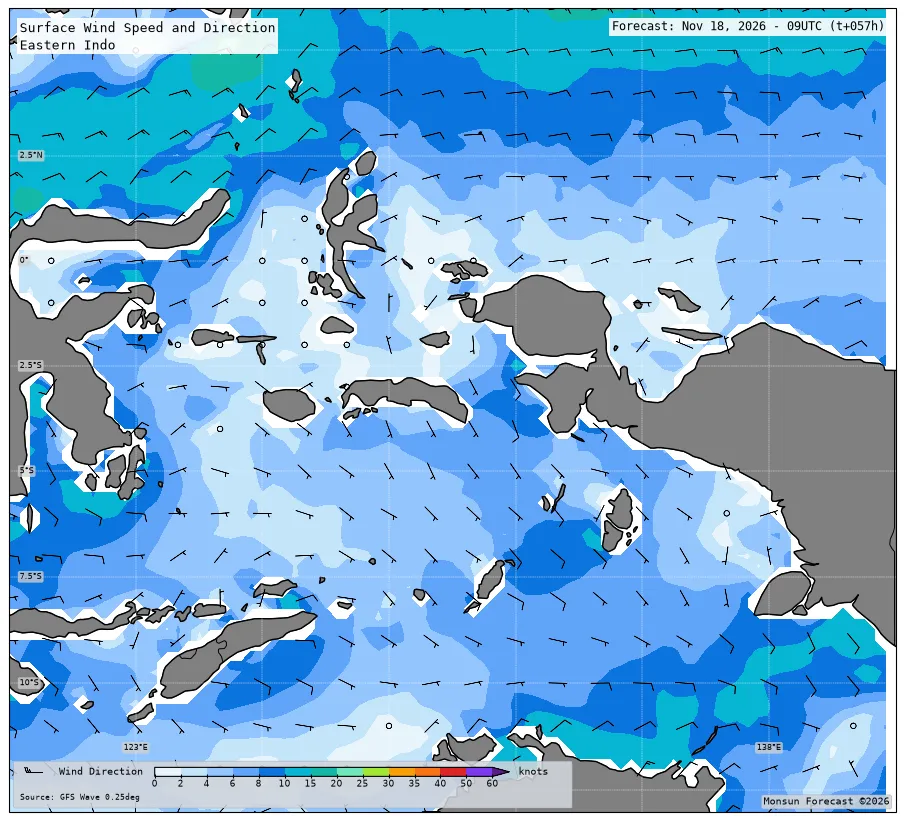 Surface Wind Speed and Direction
Eastern Indo
Forecast: Nov 18, 2026 - 09UTC (t+057h)
2.5°N
0°
2.5°S
5°S
7.5°S
10°S
123°E
138°E
Wind Direction
0 2 4 6 8 10 15 20 25 30 35 40 50 60
knots
Source: GFS Wave 0.25deg
Monsun Forecast ©2026